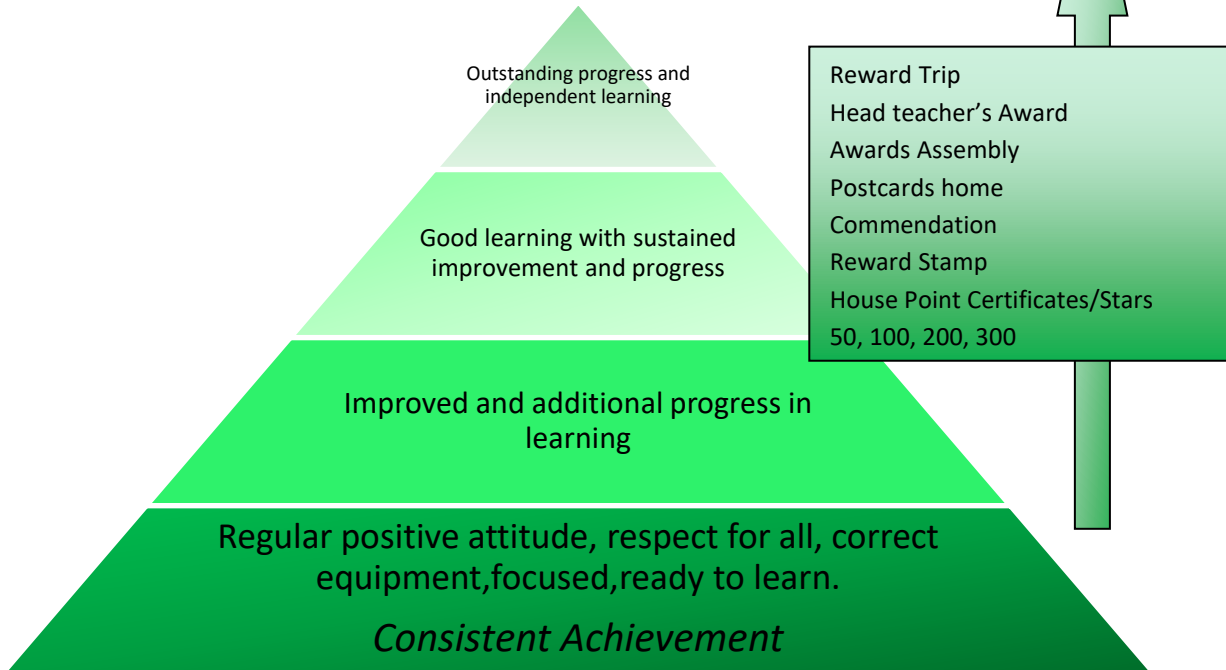 Outstanding progress and
independent learning
Good learning with sustained
improvement and progress
Improved and additional progress in
learning
Regular positive attitude, respect for all, correct
equipment,focused,ready to learn.
Consistent Achievement
Reward Trip
Head teacher’s Award
Awards Assembly
Postcards home
Commendation
Reward Stamp
House Point Certificates/Stars
50, 100, 200, 300